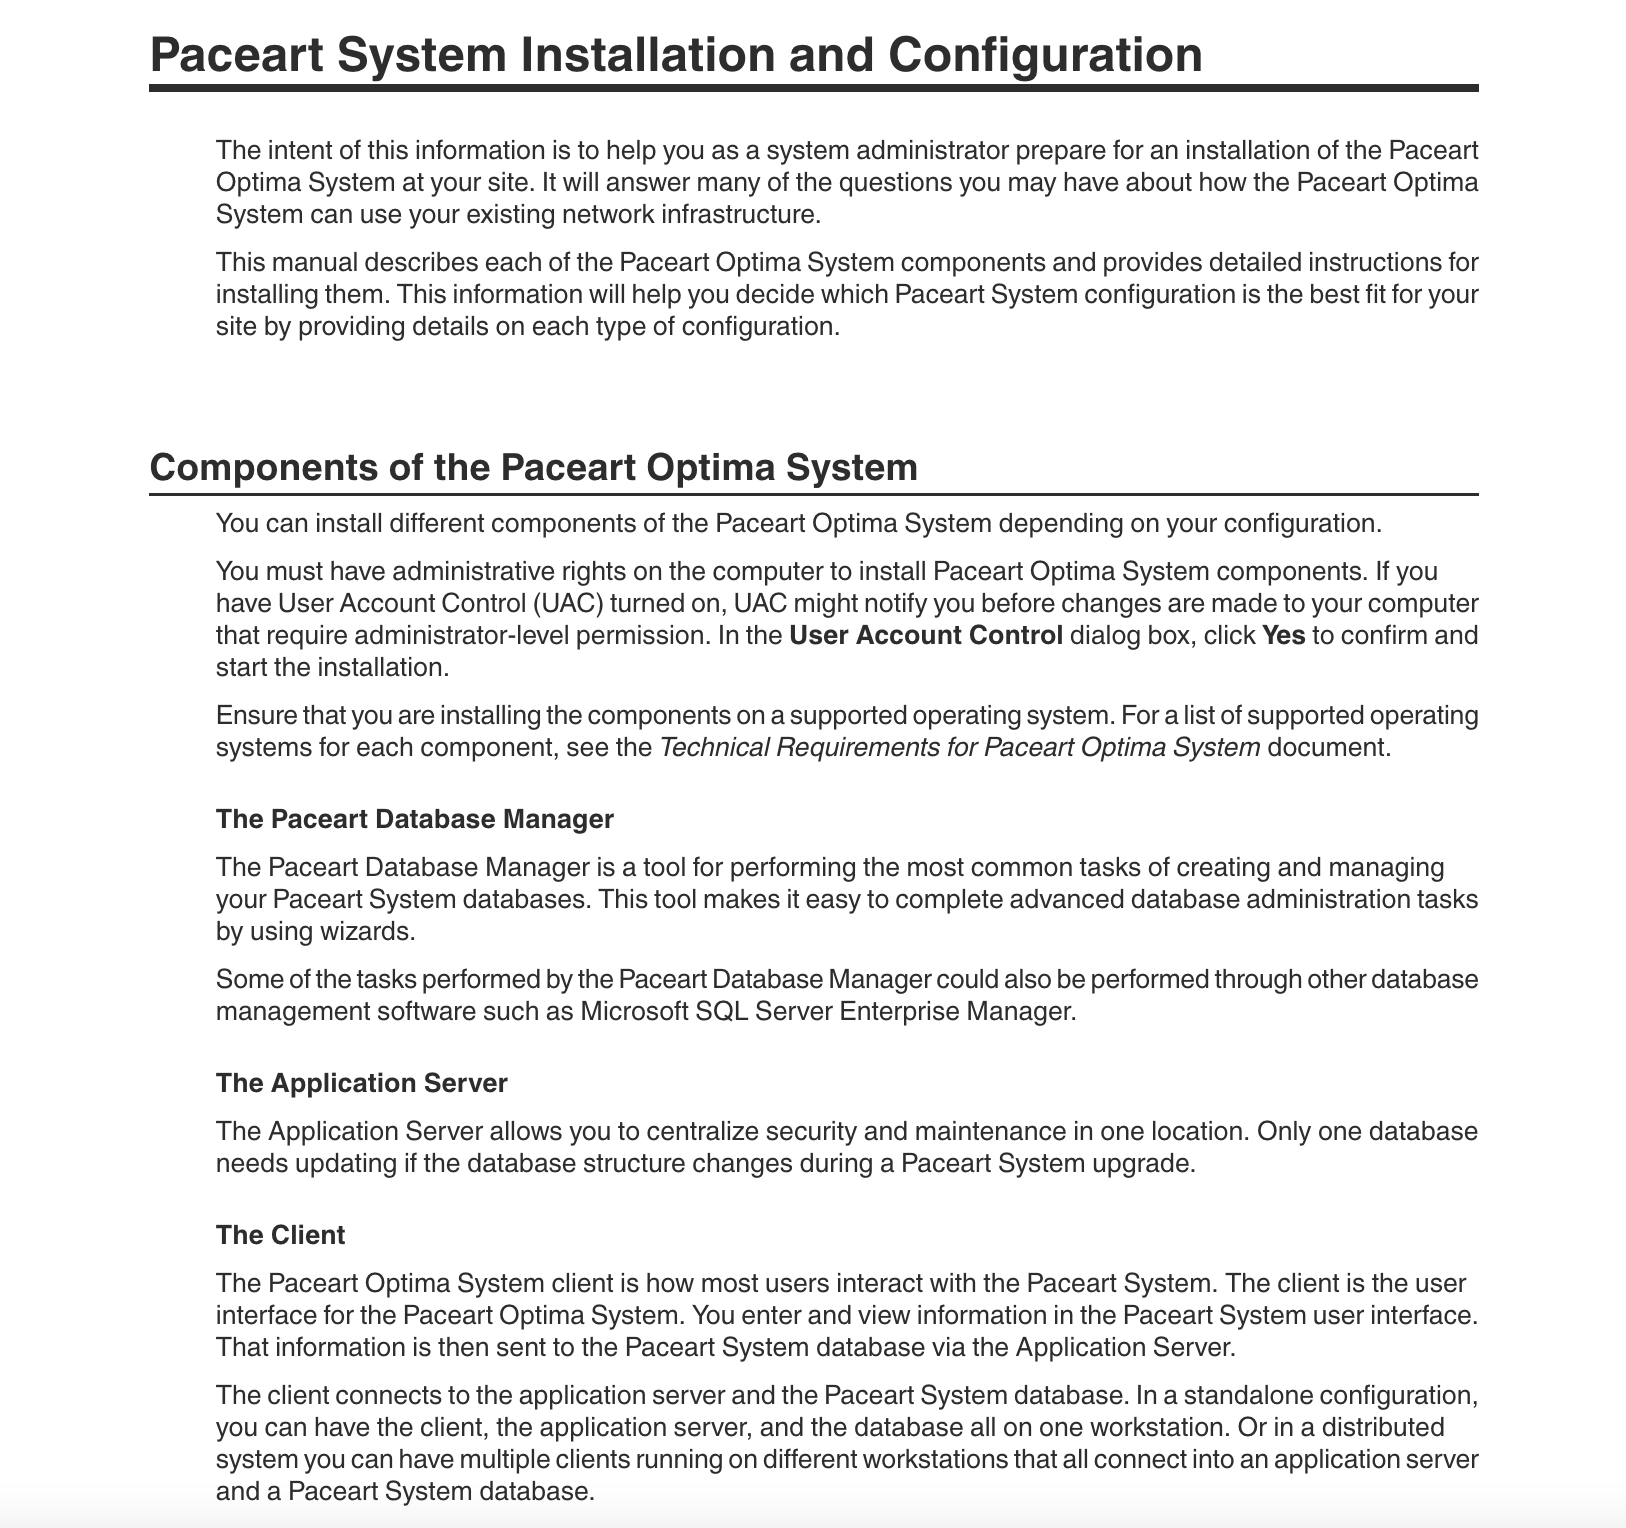 Paceart System Installation and Configuration
The intent of this information is to help you as a system administrator prepare for an installation of the Paceart
Optima System at your site. It will answer many of the questions you may have about how the Paceart Optima
System can use your existing network infrastructure.
This manual describes each of the Paceart Optima System components and provides detailed instructions for
installing them. This information will help you decide which Paceart System configuration is the best fit for your
site by providing details on each type of configuration.
Components of the Paceart Optima System
You can install different components of the Paceart Optima System depending on your configuration.
You must have administrative rights on the computer to install Paceart Optima System components. If you
have User Account Control (UAC) turned on, UAC might notify you before changes are made to your computer
that require administrator-level permission. In the User Account Control dialog box, click Yes to confirm and
start the installation.
Ensure that you are installing the components on a supported operating system. For a list of supported operating
systems for each component, see the Technical Requirements for Paceart Optima System document.
The Paceart Database Manager
The Paceart Database Manager is a tool for performing the most common tasks of creating and managing
your Paceart System databases. This tool makes it easy to complete advanced database administration tasks
by using wizards.
Some of the tasks performed by the Paceart Database Manager could also be performed through other database
management software such as Microsoft SQL Server Enterprise Manager.
The Application Server
The Application Server allows you to centralize security and maintenance in one location. Only one database
needs updating if the database structure changes during a Paceart System upgrade.
The Client
The Paceart Optima System client is how most users interact with the Paceart System. The client is the user
interface for the Paceart Optima System. You enter and view information in the Paceart System user interface.
That information is then sent to the Paceart System database via the Application Server.
The client connects to the application server and the Paceart System database. In a standalone configuration,
you can have the client, the application server, and the database all on one workstation. Or in a distributed
system you can have multiple clients running on different workstations that all connect into an application server
and a Paceart System database.